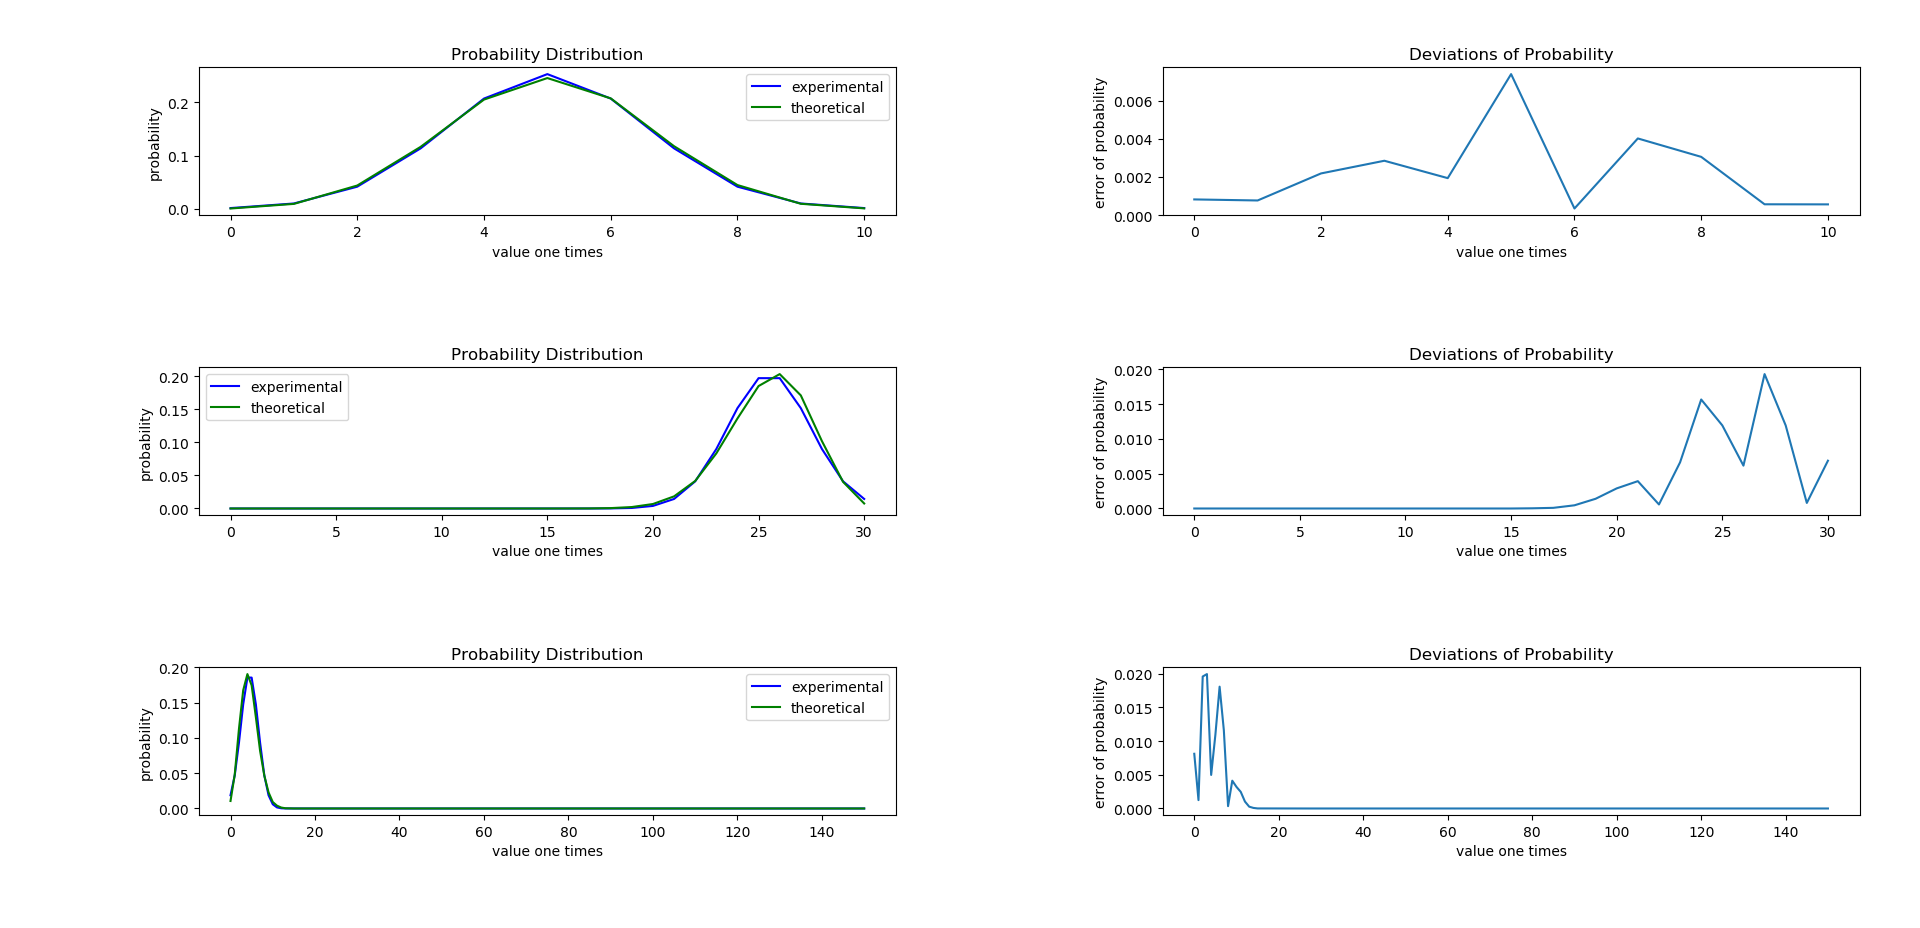 Probability Distribution
probability
0.2
0.1
0.0
experimental
theoretical
0 2 4 6 8 10
value one times
Deviations of Probability
error of probability
0.006
0.004
0.002
0.000
0 2 4 6 8 10
value one times
Probability Distribution
probability
0.20
0.15
0.10
0.05
0.00
experimental
theoretical
0 5 10 15 20 25 30
value one times
Deviations of Probability
error of probability
0.020
0.015
0.010
0.005
0.000
0 5 10 15 20 25 30
value one times
Probability Distribution
probability
0.20
0.15
0.10
0.05
0.00
experimental
theoretical
0 20 40 60 80 100 120 140
value one times
Deviations of Probability
error of probability
0.020
0.015
0.010
0.005
0.000
0 20 40 60 80 100 120 140
value one times